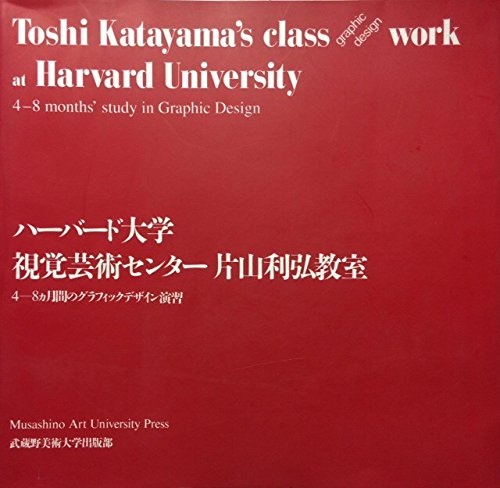 Toshi Katayama's class graphic design work
at Harvard University
4–8 months' study in Graphic Design
ハーバード大学
視覚芸術センター 片山利弘教室
4—8ヵ月間のグラフィックデザイン演習
Musashino Art University Press
武蔵野美術大学出版部